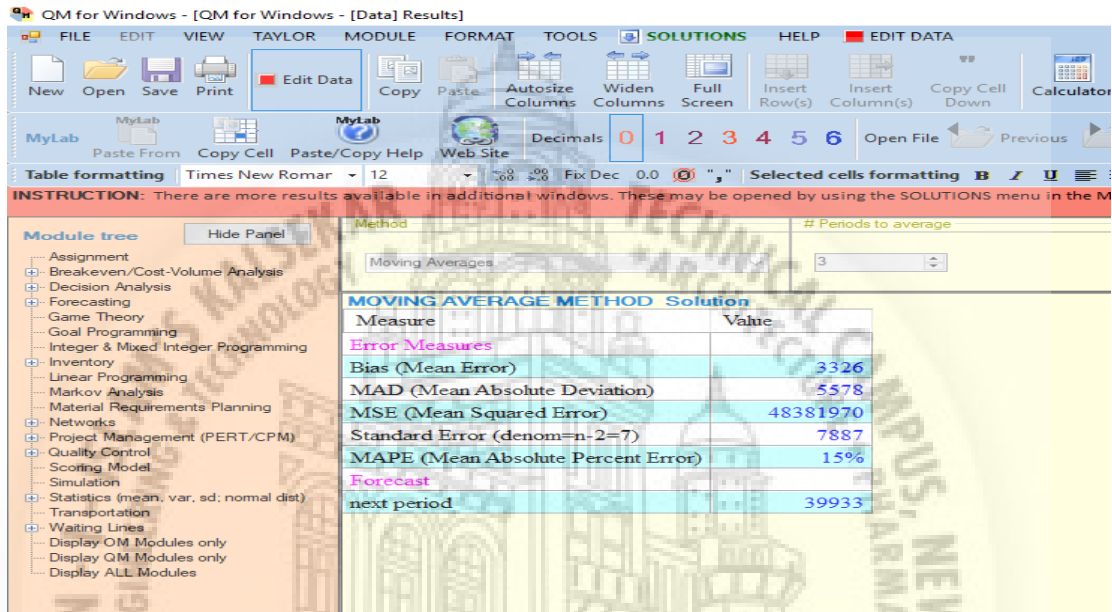 QM for Windows - [QM for Windows - [Data] Results]
FILE EDIT VIEW TAYLOR MODULE FORMAT TOOLS SOLUTIONS HELP EDIT DATA
New Open Save Print Edit Data Copy Paste Autosize Columns Widen Columns Full Screen Insert Row(s) Insert Column(s) Copy Cell Down Calculator
MyLab MyLab Paste From Copy Cell MyLab Paste/Copy Help Web Site Decimals 0 1 2 3 4 5 6 Open File Previous
Table formatting Times New Romar 12 Fix Dec 0.0 "," Selected cells formatting B I U
INSTRUCTION: There are more results available in additional windows. These may be opened by using the SOLUTIONS menu in the M
Module tree Hide Panel
Assignment
Breakeven/Cost-Volume Analysis
Decision Analysis
Forecasting
Game Theory
Goal Programming
Integer & Mixed Integer Programming
Inventory
Linear Programming
Markov Analysis
Material Requirements Planning
Networks
Project Management (PERT/CPM)
Quality Control
Scoring Model
Simulation
Statistics (mean, var, sd; normal dist)
Transportation
Waiting Lines
Display OM Modules only
Display QM Modules only
Display ALL Modules
Method # Periods to average
Moving Averages 3
MOVING AVERAGE METHOD Solution
Measure Value
Error Measures
Bias (Mean Error) 3326
MAD (Mean Absolute Deviation) 5578
MSE (Mean Squared Error) 48381970
Standard Error (denom=n-2=7) 7887
MAPE (Mean Absolute Percent Error) 15%
Forecast
next period 39933
KALSEKAR TECHNICAL CAMPUS, NEW